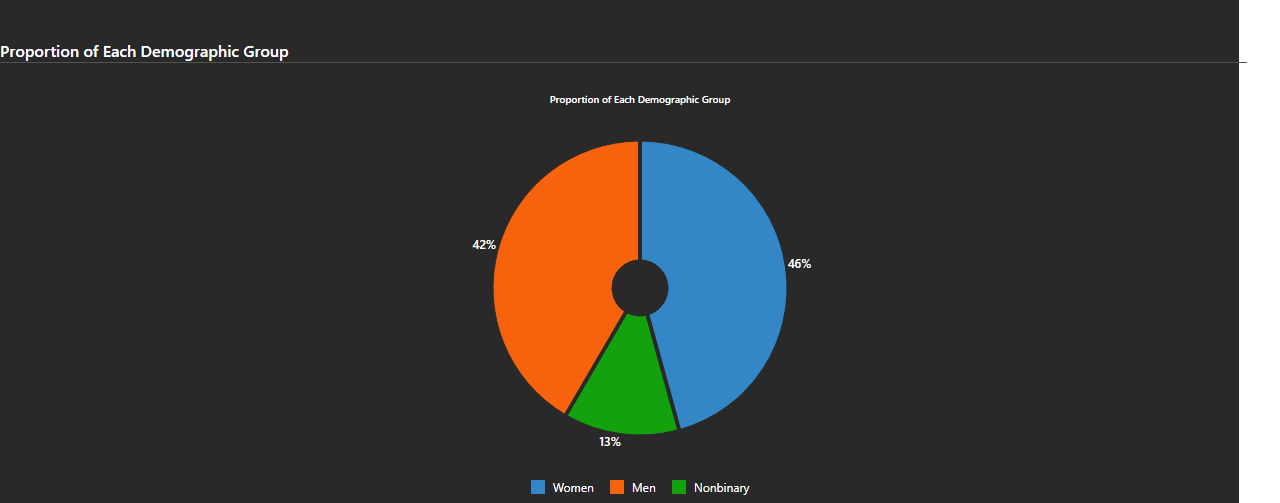 Proportion of Each Demographic Group
Proportion of Each Demographic Group
42%
46%
13%
Women Men Nonbinary